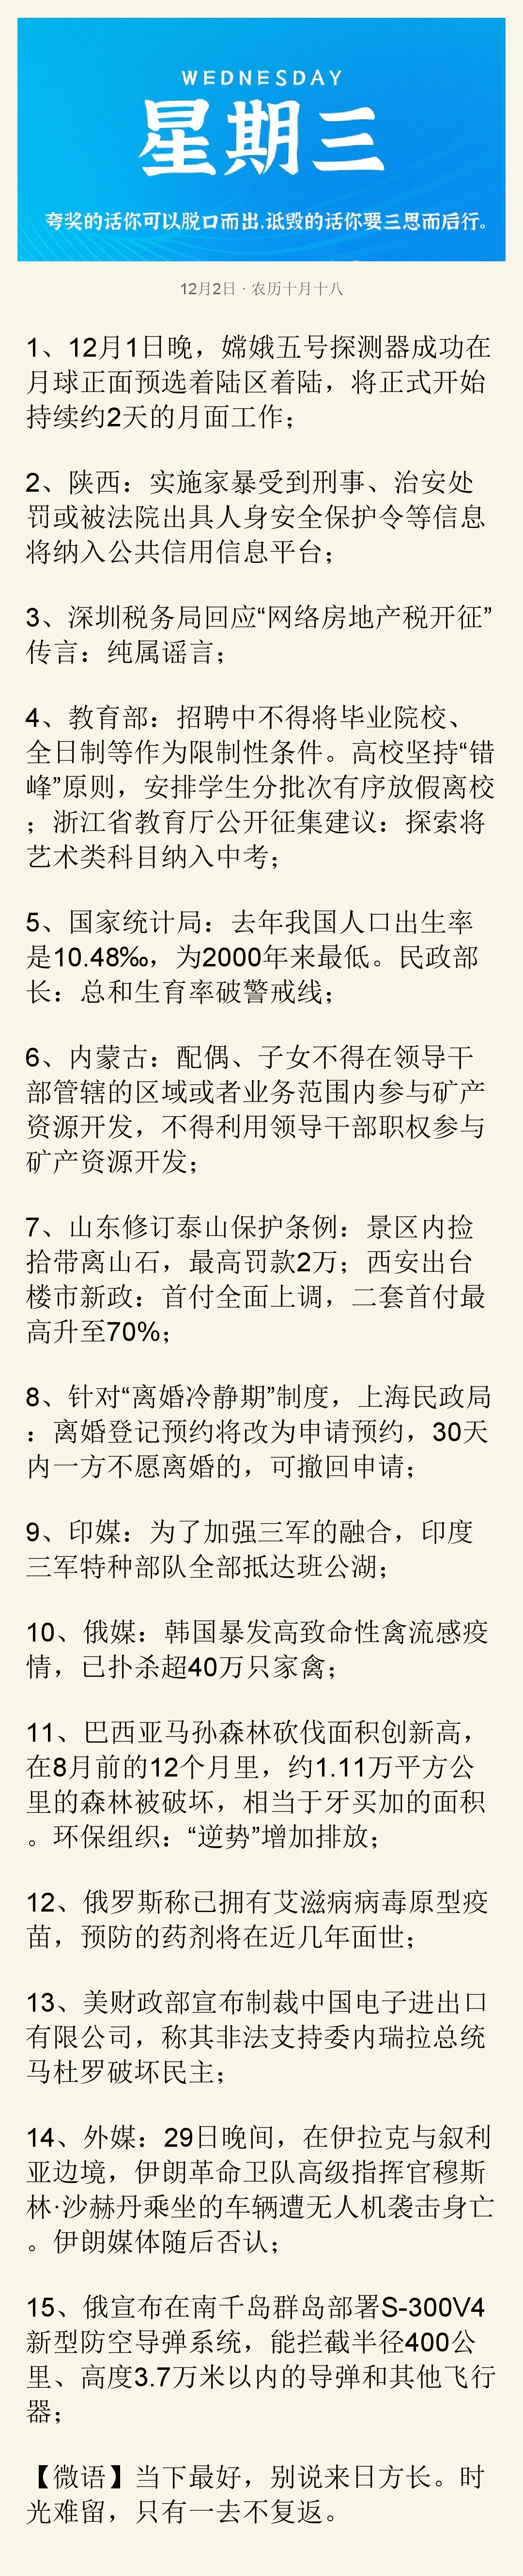 WEDNESDAY
星期三
夸奖的话你可以脱口而出.诋毁的话你要三思而后行。
12月2日 · 农历十月十八
1、12月1日晚，嫦娥五号探测器成功在
月球正面预选着陆区着陆，将正式开始
持续约2天的月面工作；
2、陕西：实施家暴受到刑事、治安处
罚或被法院出具人身安全保护令等信息
将纳入公共信用信息平台；
3、深圳税务局回应“网络房地产税开征”
传言：纯属谣言；
4、教育部：招聘中不得将毕业院校、
全日制等作为限制性条件。高校坚持“错
峰”原则，安排学生分批次有序放假离校
；浙江省教育厅公开征集建议：探索将
艺术类科目纳入中考；
5、国家统计局：去年我国人口出生率
是10.48‰，为2000年来最低。民政部
长：总和生育率破警戒线；
6、内蒙古：配偶、子女不得在领导干
部管辖的区域或者业务范围内参与矿产
资源开发，不得利用领导干部职权参与
矿产资源开发；
7、山东修订泰山保护条例：景区内捡
拾带离山石，最高罚款2万；西安出台
楼市新政：首付全面上调，二套首付最
高升至70%；
8、针对“离婚冷静期”制度，上海民政局
：离婚登记预约将改为申请预约，30天
内一方不愿离婚的，可撤回申请；
9、印媒：为了加强三军的融合，印度
三军特种部队全部抵达班公湖；
10、俄媒：韩国暴发高致命性禽流感疫
情，已扑杀超40万只家禽；
11、巴西亚马孙森林砍伐面积创新高，
在8月前的12个月里，约1.11万平方公
里的森林被破坏，相当于牙买加的面积
。环保组织：“逆势”增加排放；
12、俄罗斯称已拥有艾滋病病毒原型疫
苗，预防的药剂将在近几年面世；
13、美财政部宣布制裁中国电子进出口
有限公司，称其非法支持委内瑞拉总统
马杜罗破坏民主；
14、外媒：29日晚间，在伊拉克与叙利
亚边境，伊朗革命卫队高级指挥官穆斯
林·沙赫丹乘坐的车辆遭无人机袭击身亡
。伊朗媒体随后否认；
15、俄宣布在南千岛群岛部署S-300V4
新型防空导弹系统，能拦截半径400公
里、高度3.7万米以内的导弹和其他飞行
器；
【微语】当下最好，别说来日方长。时
光难留，只有一去不复返。